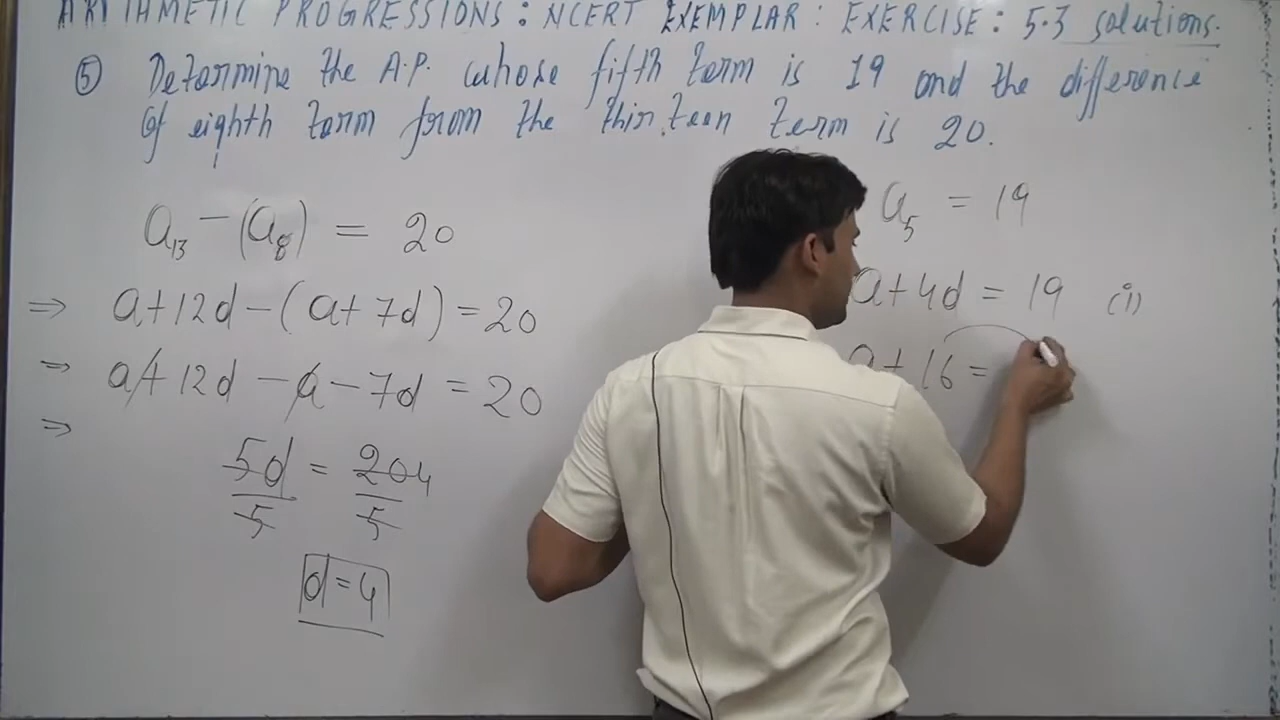 ARITHMETIC PROGRESSIONS: NCERT EXEMPLAR: EXERCISE: 5.3 solutions.
⑤ Determine the A.P. whose fifth term is 19 and the difference
of eighth term from the thirteen term is 20.
a₁₃ - (a₈) = 20
⇒ a+12d-(a+7d)=20
⇒ a+12d-a-7d=20
⇒
5d = 20 4
5 5
d=4
a₅ = 19
a+4d = 19 (i)
a+16=